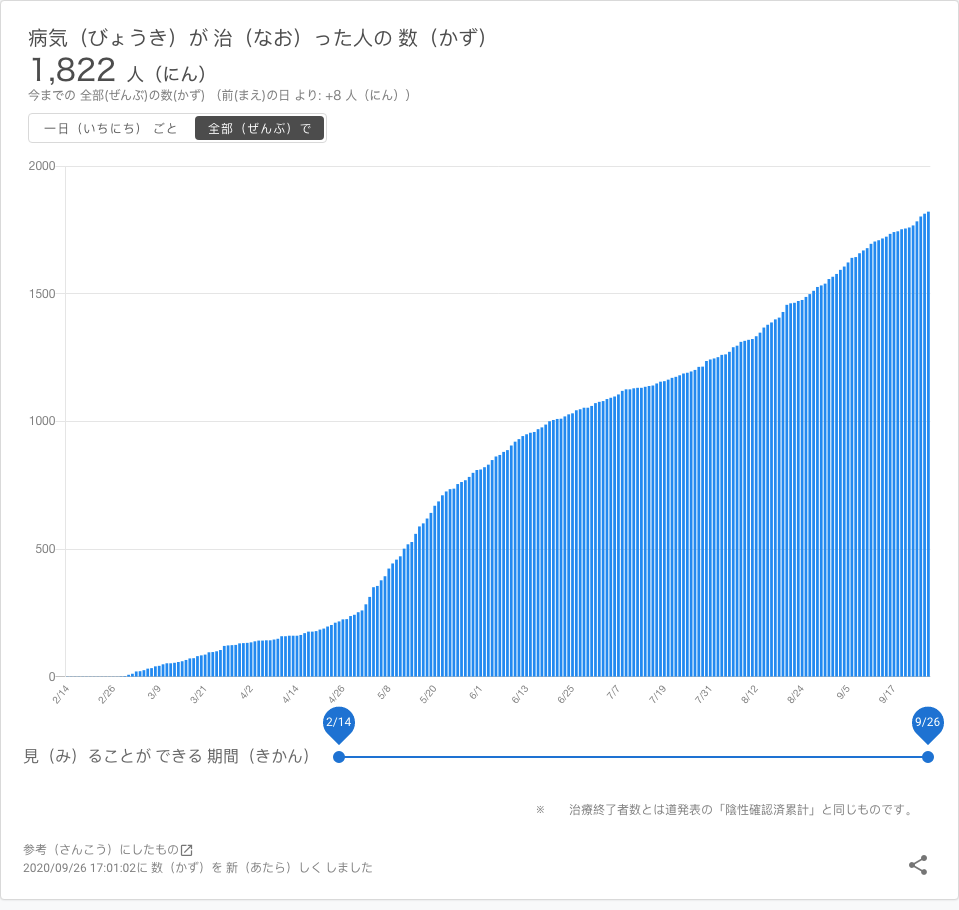 病気（びょうき）が 治（なお）った人の 数（かず）
1,822 人（にん）
今までの 全部(ぜんぶ)の数(かず) （前(まえ)の日 より: +8 人（にん））
一日（いちにち） ごと 全部（ぜんぶ）で
2000
1500
1000
500
0
2/14 2/26 3/9 3/21 4/2 4/14 4/26 5/8 5/20 6/1 6/13 6/25 7/7 7/19 7/31 8/12 8/24 9/5 9/17
2/14 9/26
見（み）ることが できる 期間（きかん）
※ 治療終了者数とは道発表の「陰性確認済累計」と同じものです。
参考（さんこう）にしたもの
2020/09/26 17:01:02に 数（かず）を 新（あたら）しく しました